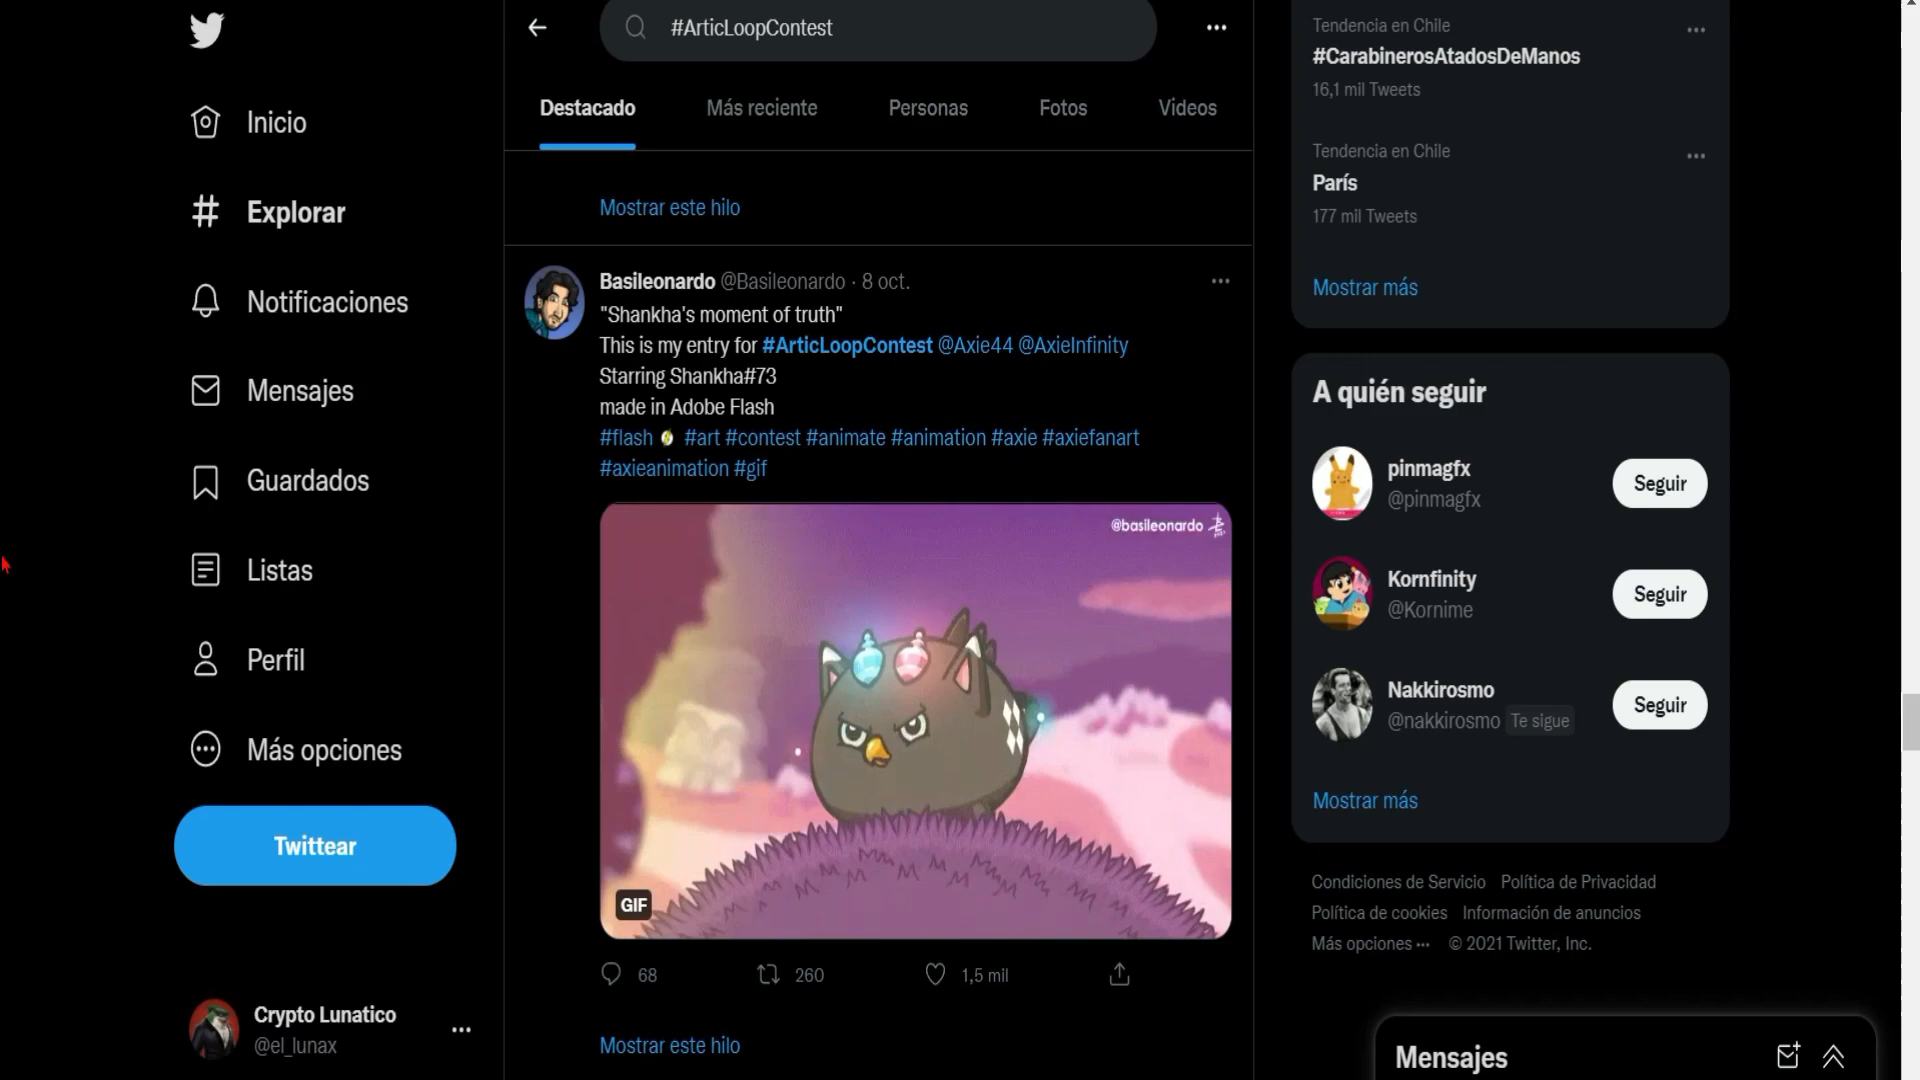 Inicio
Explorar
Notificaciones
Mensajes
Guardados
Listas
Perfil
Más opciones
Twittear
Crypto Lunatico
@el_lunax
#ArticLoopContest
Destacado
Más reciente
Personas
Fotos
Videos
Mostrar este hilo
Basileonardo @Basileonardo · 8 oct.
"Shankha's moment of truth"
This is my entry for #ArticLoopContest @Axie44 @AxieInfinity
Starring Shankha#73
made in Adobe Flash
#flash #art #contest #animate #animation #axie #axiefanart
#axieanimation #gif
@basileonardo
GIF
68
260
1,5 mil
Mostrar este hilo
Tendencia en Chile
#CarabinerosAtadosDeManos
16,1 mil Tweets
Tendencia en Chile
París
177 mil Tweets
Mostrar más
A quién seguir
pinmagfx
@pinmagfx
Seguir
Kornfinity
@Kornime
Seguir
Nakkirosmo
@nakkirosmo Te sigue
Seguir
Mostrar más
Condiciones de Servicio Política de Privacidad
Política de cookies Información de anuncios
Más opciones ··· © 2021 Twitter, Inc.
Mensajes